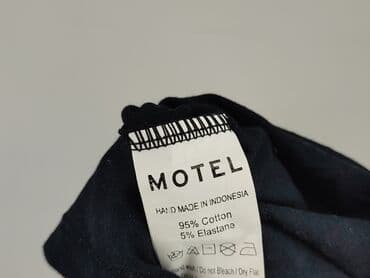 MOTEL
HAND MADE IN INDONESIA
95% Cotton
5% Elastane
/ Do not Bleach / Dry Flat